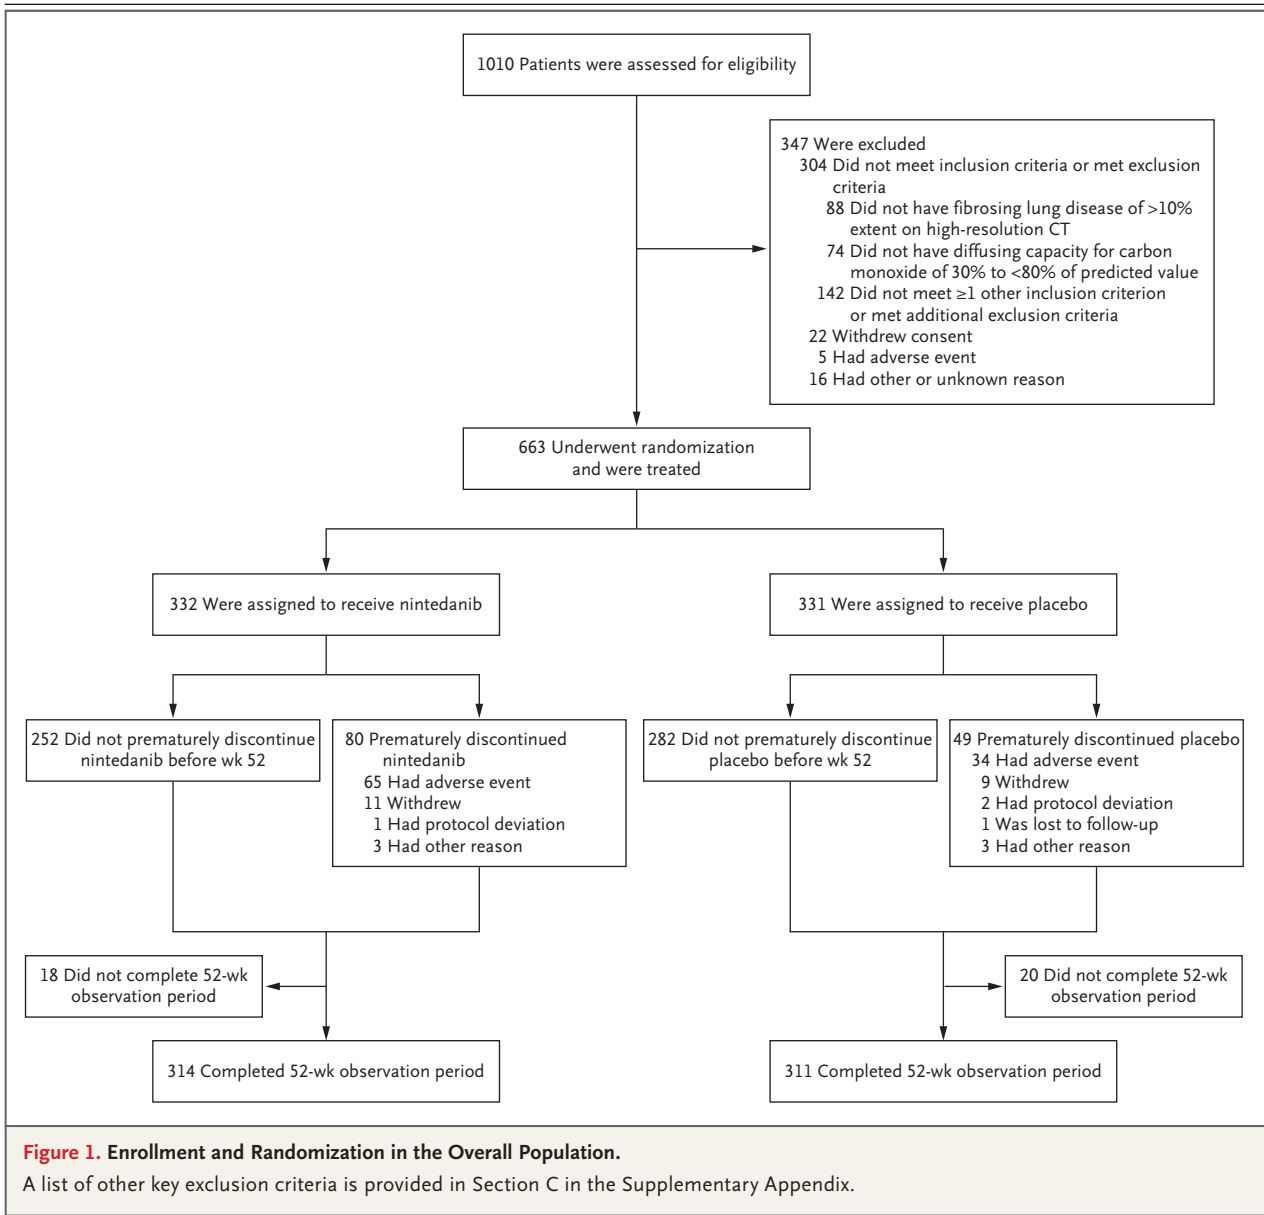 1010 Patients were assessed for eligibility
347 Were excluded
304 Did not meet inclusion criteria or met exclusion
criteria
88 Did not have fibrosing lung disease of >10%
extent on high-resolution CT
74 Did not have diffusing capacity for carbon
monoxide of 30% to <80% of predicted value
142 Did not meet ≥1 other inclusion criterion
or met additional exclusion criteria
22 Withdrew consent
5 Had adverse event
16 Had other or unknown reason
663 Underwent randomization
and were treated
332 Were assigned to receive nintedanib
331 Were assigned to receive placebo
252 Did not prematurely discontinue
nintedanib before wk 52
80 Prematurely discontinued
nintedanib
65 Had adverse event
11 Withdrew
1 Had protocol deviation
3 Had other reason
282 Did not prematurely discontinue
placebo before wk 52
49 Prematurely discontinued placebo
34 Had adverse event
9 Withdrew
2 Had protocol deviation
1 Was lost to follow-up
3 Had other reason
18 Did not complete 52-wk
observation period
20 Did not complete 52-wk
observation period
314 Completed 52-wk observation period
311 Completed 52-wk observation period
Figure 1. Enrollment and Randomization in the Overall Population.
A list of other key exclusion criteria is provided in Section C in the Supplementary Appendix.